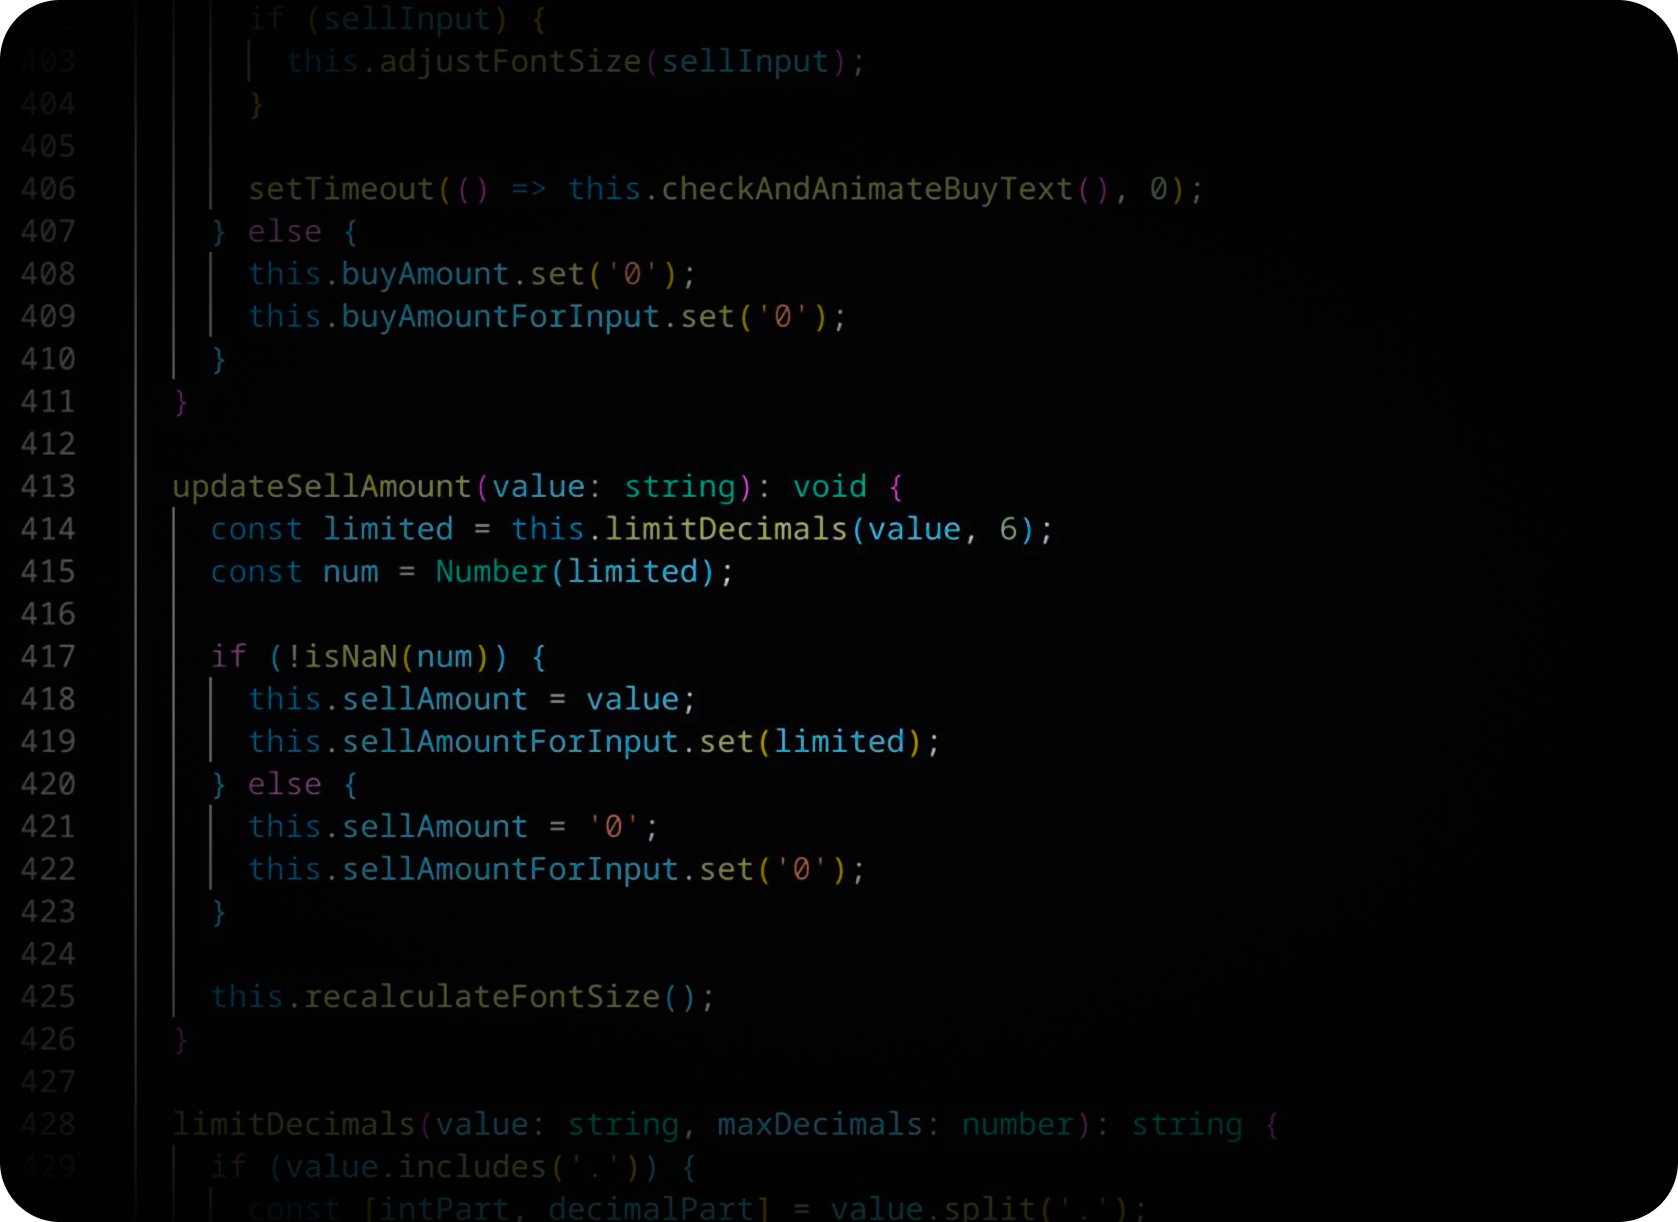 if (sellInput) {
403 this.adjustFontSize(sellInput);
404 }
405
406 setTimeout(() => this.checkAndAnimateBuyText(), 0);
407 } else {
408 this.buyAmount.set('0');
409 this.buyAmountForInput.set('0');
410 }
411 }
412
413 updateSellAmount(value: string): void {
414 const limited = this.limitDecimals(value, 6);
415 const num = Number(limited);
416
417 if (!isNaN(num)) {
418 this.sellAmount = value;
419 this.sellAmountForInput.set(limited);
420 } else {
421 this.sellAmount = '0';
422 this.sellAmountForInput.set('0');
423 }
424
425 this.recalculateFontSize();
426 }
427
428 limitDecimals(value: string, maxDecimals: number): string {
429 if (value.includes('.')) {
const [intPart, decimalPart] = value.split('.');